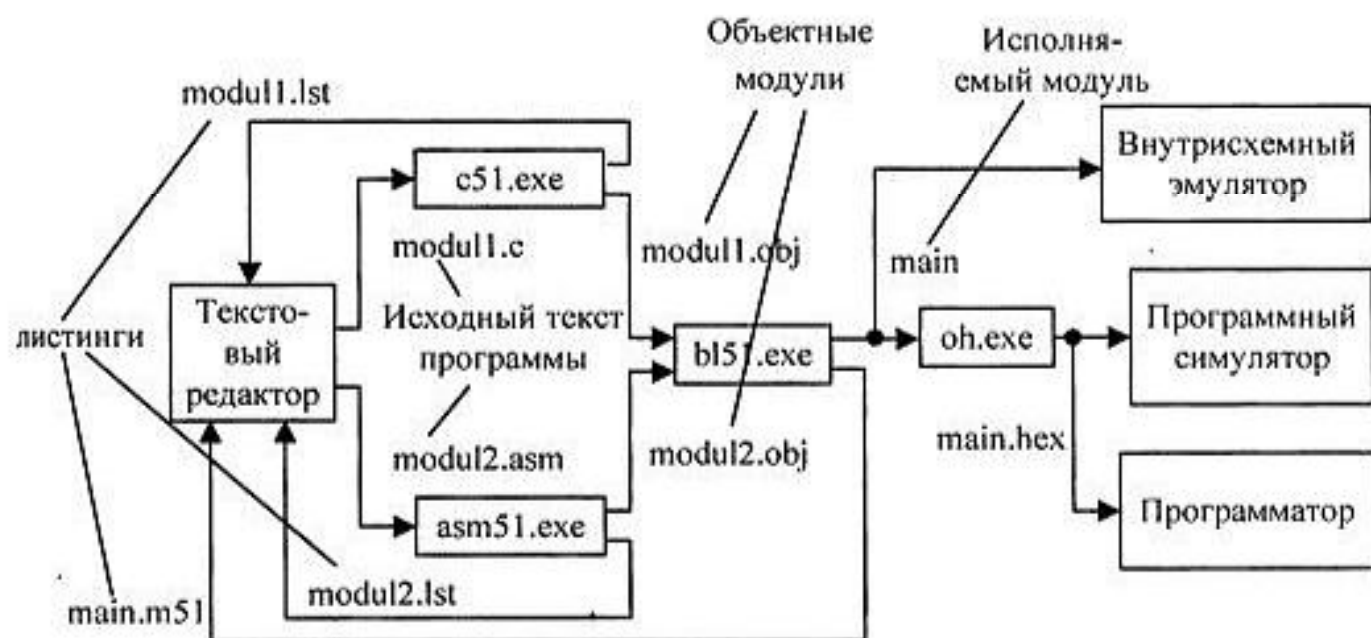 Объектные
модули
Исполня-
емый модуль
modul1.lst
c51.exe
Внутрисхемный
эмулятор
modul1.c
modul1.obj
main
листинги
Тексто-
вый
редактор
Исходный текст
программы
bl51.exe
oh.exe
Программный
симулятор
modul2.asm
modul2.obj
main.hex
asm51.exe
Программатор
main.m51
modul2.lst